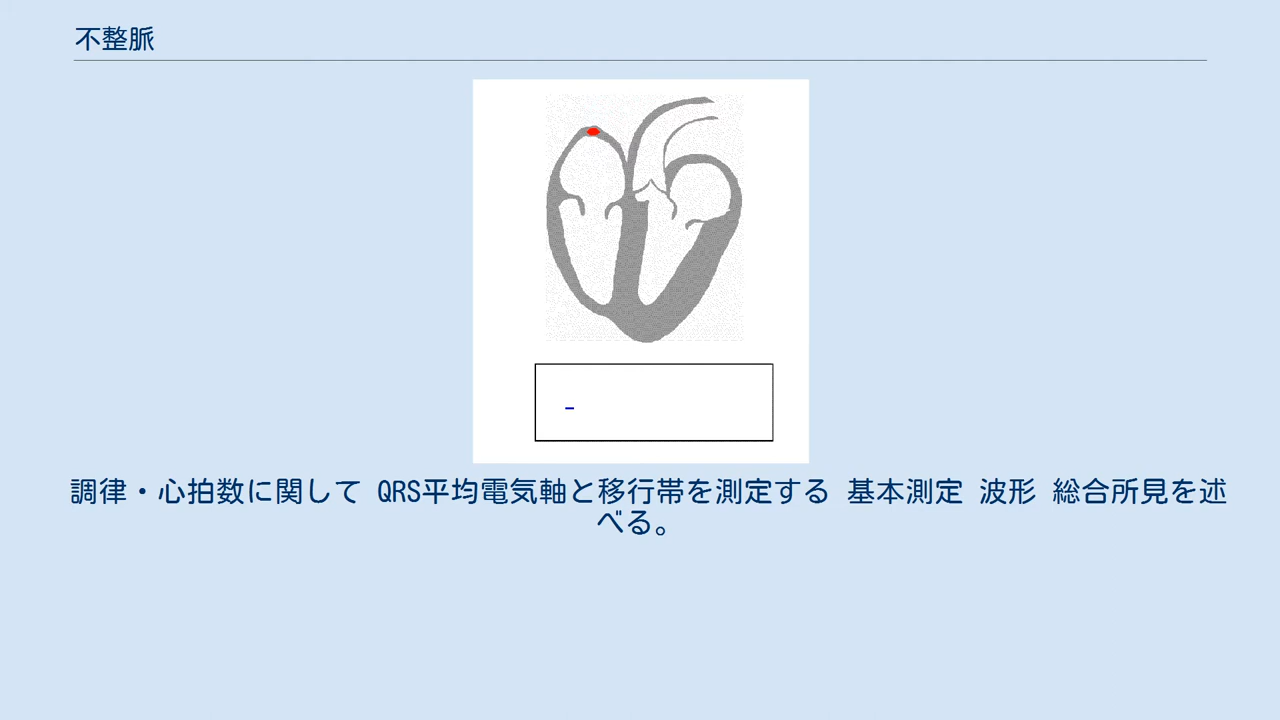 不整脈
調律・心拍数に関して QRS平均電気軸と移行帯を測定する 基本測定 波形 総合所見を述
べる。